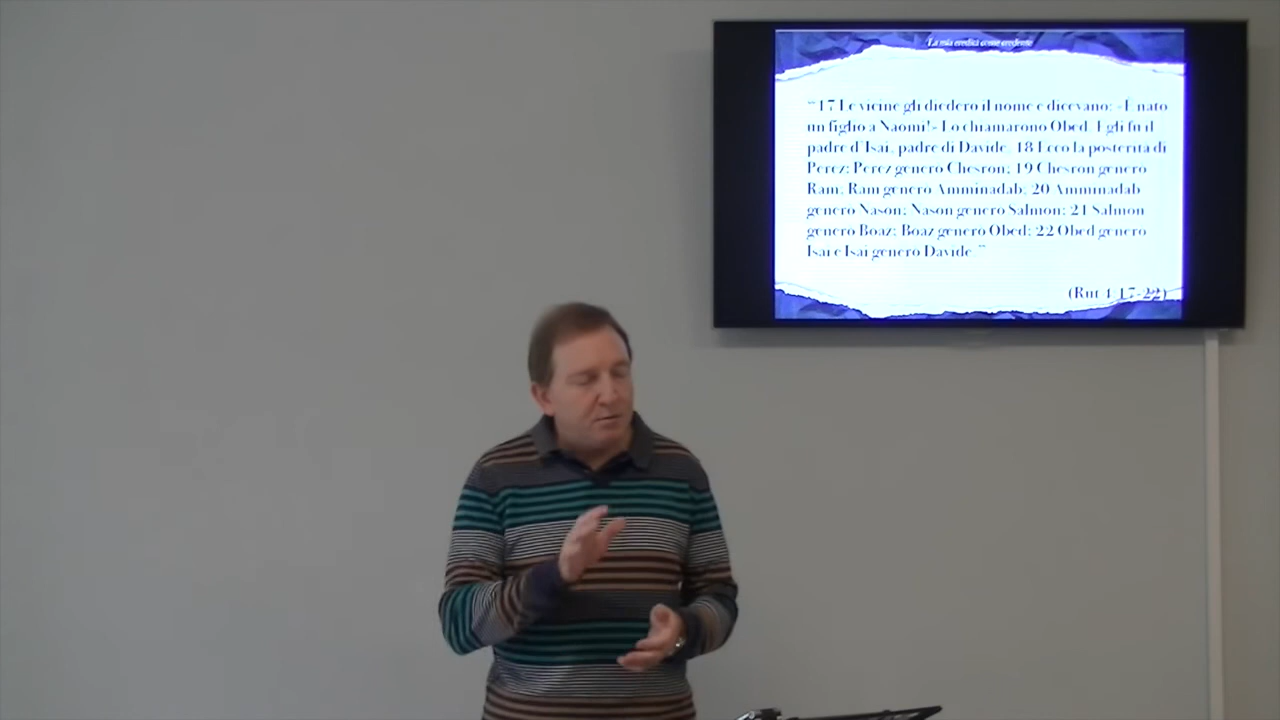 La mia eredità come credente
“17 Le vicine gli diedero il nome e dicevano: «È nato
un figlio a Naomi!» Lo chiamarono Obed. Egli fu il
padre d'Isai, padre di Davide. 18 Ecco la posterità di
Perez: Perez generò Chesron; 19 Chesron generò
Ram; Ram generò Amminadab; 20 Amminadab
generò Nason; Nason generò Salmon; 21 Salmon
generò Boaz; Boaz generò Obed; 22 Obed generò
Isai e Isai generò Davide.”
(Rut 4:17-22)